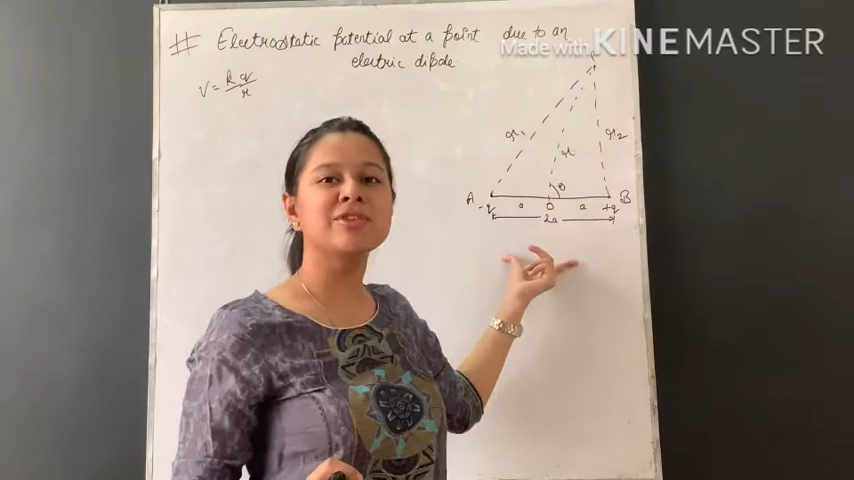 # Electrostatic potential at a point due to an
electric dipole
Made with KINEMASTER
V = kq/r
r1
r2
r
θ
A
B
-q
a
O
a
+q
2a